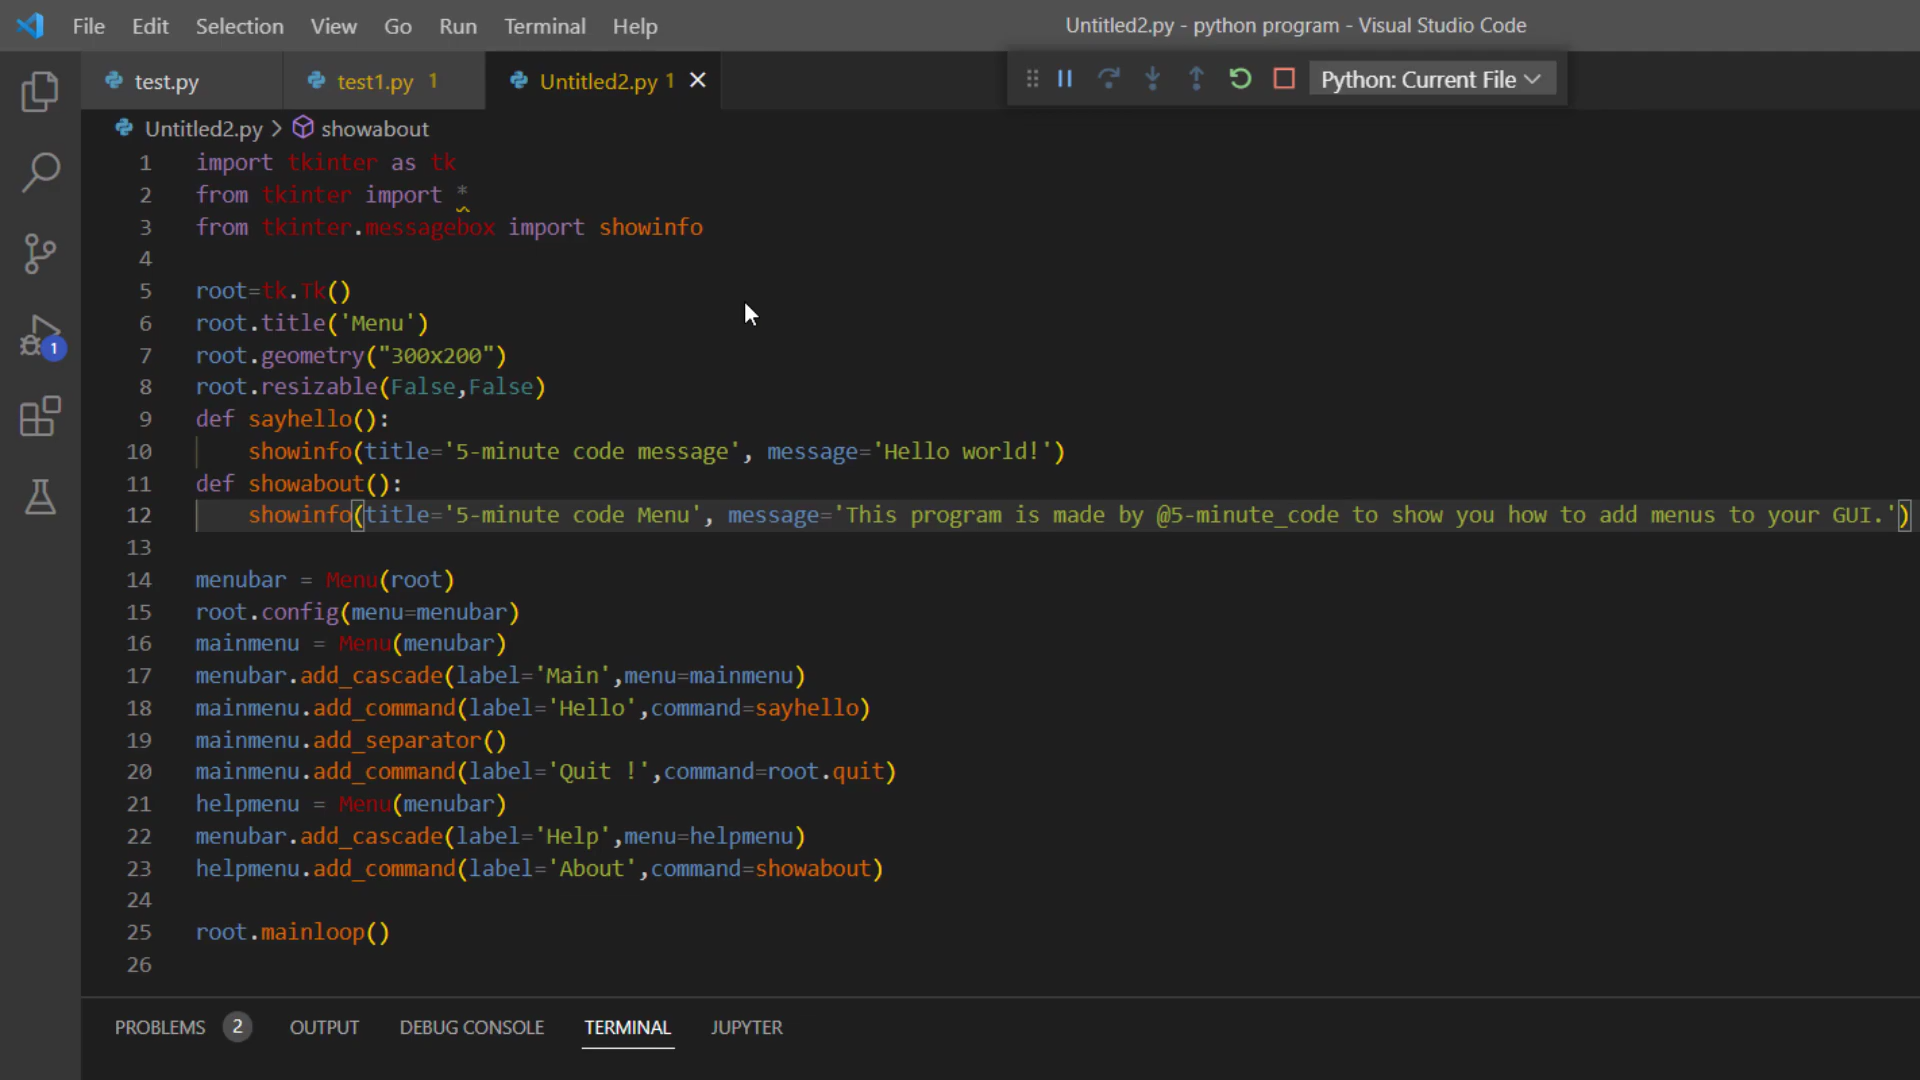 File Edit Selection View Go Run Terminal Help Untitled2.py - python program - Visual Studio Code
test.py test1.py 1 Untitled2.py 1 Python: Current File
Untitled2.py > showabout
1 import tkinter as tk
2 from tkinter import *
3 from tkinter.messagebox import showinfo
4
5 root=tk.Tk()
6 root.title('Menu')
7 root.geometry("300x200")
8 root.resizable(False,False)
9 def sayhello():
10     showinfo(title='5-minute code message', message='Hello world!')
11 def showabout():
12     showinfo(title='5-minute code Menu', message='This program is made by @5-minute_code to show you how to add menus to your GUI.')
13
14 menubar = Menu(root)
15 root.config(menu=menubar)
16 mainmenu = Menu(menubar)
17 menubar.add_cascade(label='Main',menu=mainmenu)
18 mainmenu.add_command(label='Hello',command=sayhello)
19 mainmenu.add_separator()
20 mainmenu.add_command(label='Quit !',command=root.quit)
21 helpmenu = Menu(menubar)
22 menubar.add_cascade(label='Help',menu=helpmenu)
23 helpmenu.add_command(label='About',command=showabout)
24
25 root.mainloop()
26
1
PROBLEMS 2 OUTPUT DEBUG CONSOLE TERMINAL JUPYTER